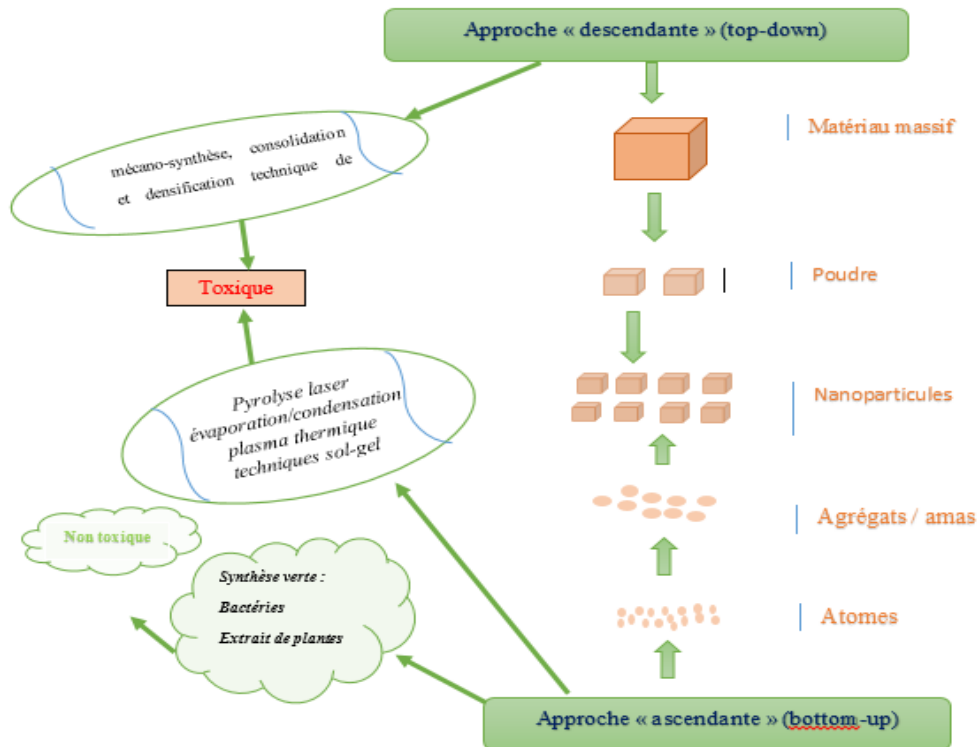 Approche « descendante » (top-down)
mécano-synthèse, consolidation
et densification technique de
Matériau massif
Toxique
Poudre
Pyrolyse laser
évaporation/condensation
plasma thermique
techniques sol-gel
Nanoparticules
Agrégats / amas
Non toxique
Synthèse verte :
Bactéries
Extrait de plantes
Atomes
Approche « ascendante » (bottom-up)